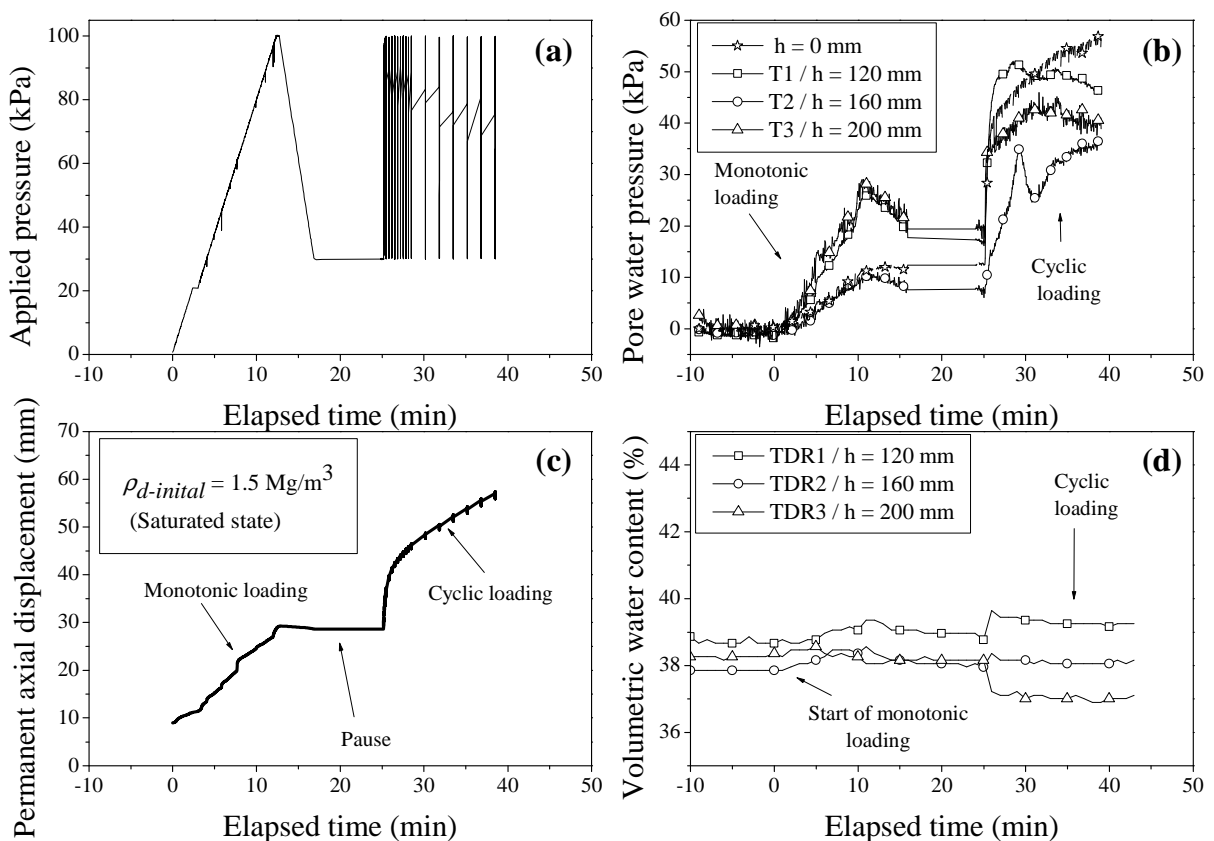 (a)
100
80
60
40
20
0
-10 0 10 20 30 40 50
Applied pressure (kPa)
Elapsed time (min)
(b)
h = 0 mm
T1 / h = 120 mm
T2 / h = 160 mm
T3 / h = 200 mm
Monotonic
loading
Cyclic
loading
60
50
40
30
20
10
0
-10 0 10 20 30 40 50
Pore water pressure (kPa)
Elapsed time (min)
(c)
ρd-inital = 1.5 Mg/m³
(Saturated state)
Monotonic loading
Cyclic loading
Pause
70
60
50
40
30
20
10
0
-10 0 10 20 30 40 50
Permanent axial displacement (mm)
Elapsed time (min)
(d)
TDR1 / h = 120 mm
TDR2 / h = 160 mm
TDR3 / h = 200 mm
Cyclic
loading
Start of monotonic
loading
44
42
40
38
36
-10 0 10 20 30 40 50
Volumetric water content (%)
Elapsed time (min)